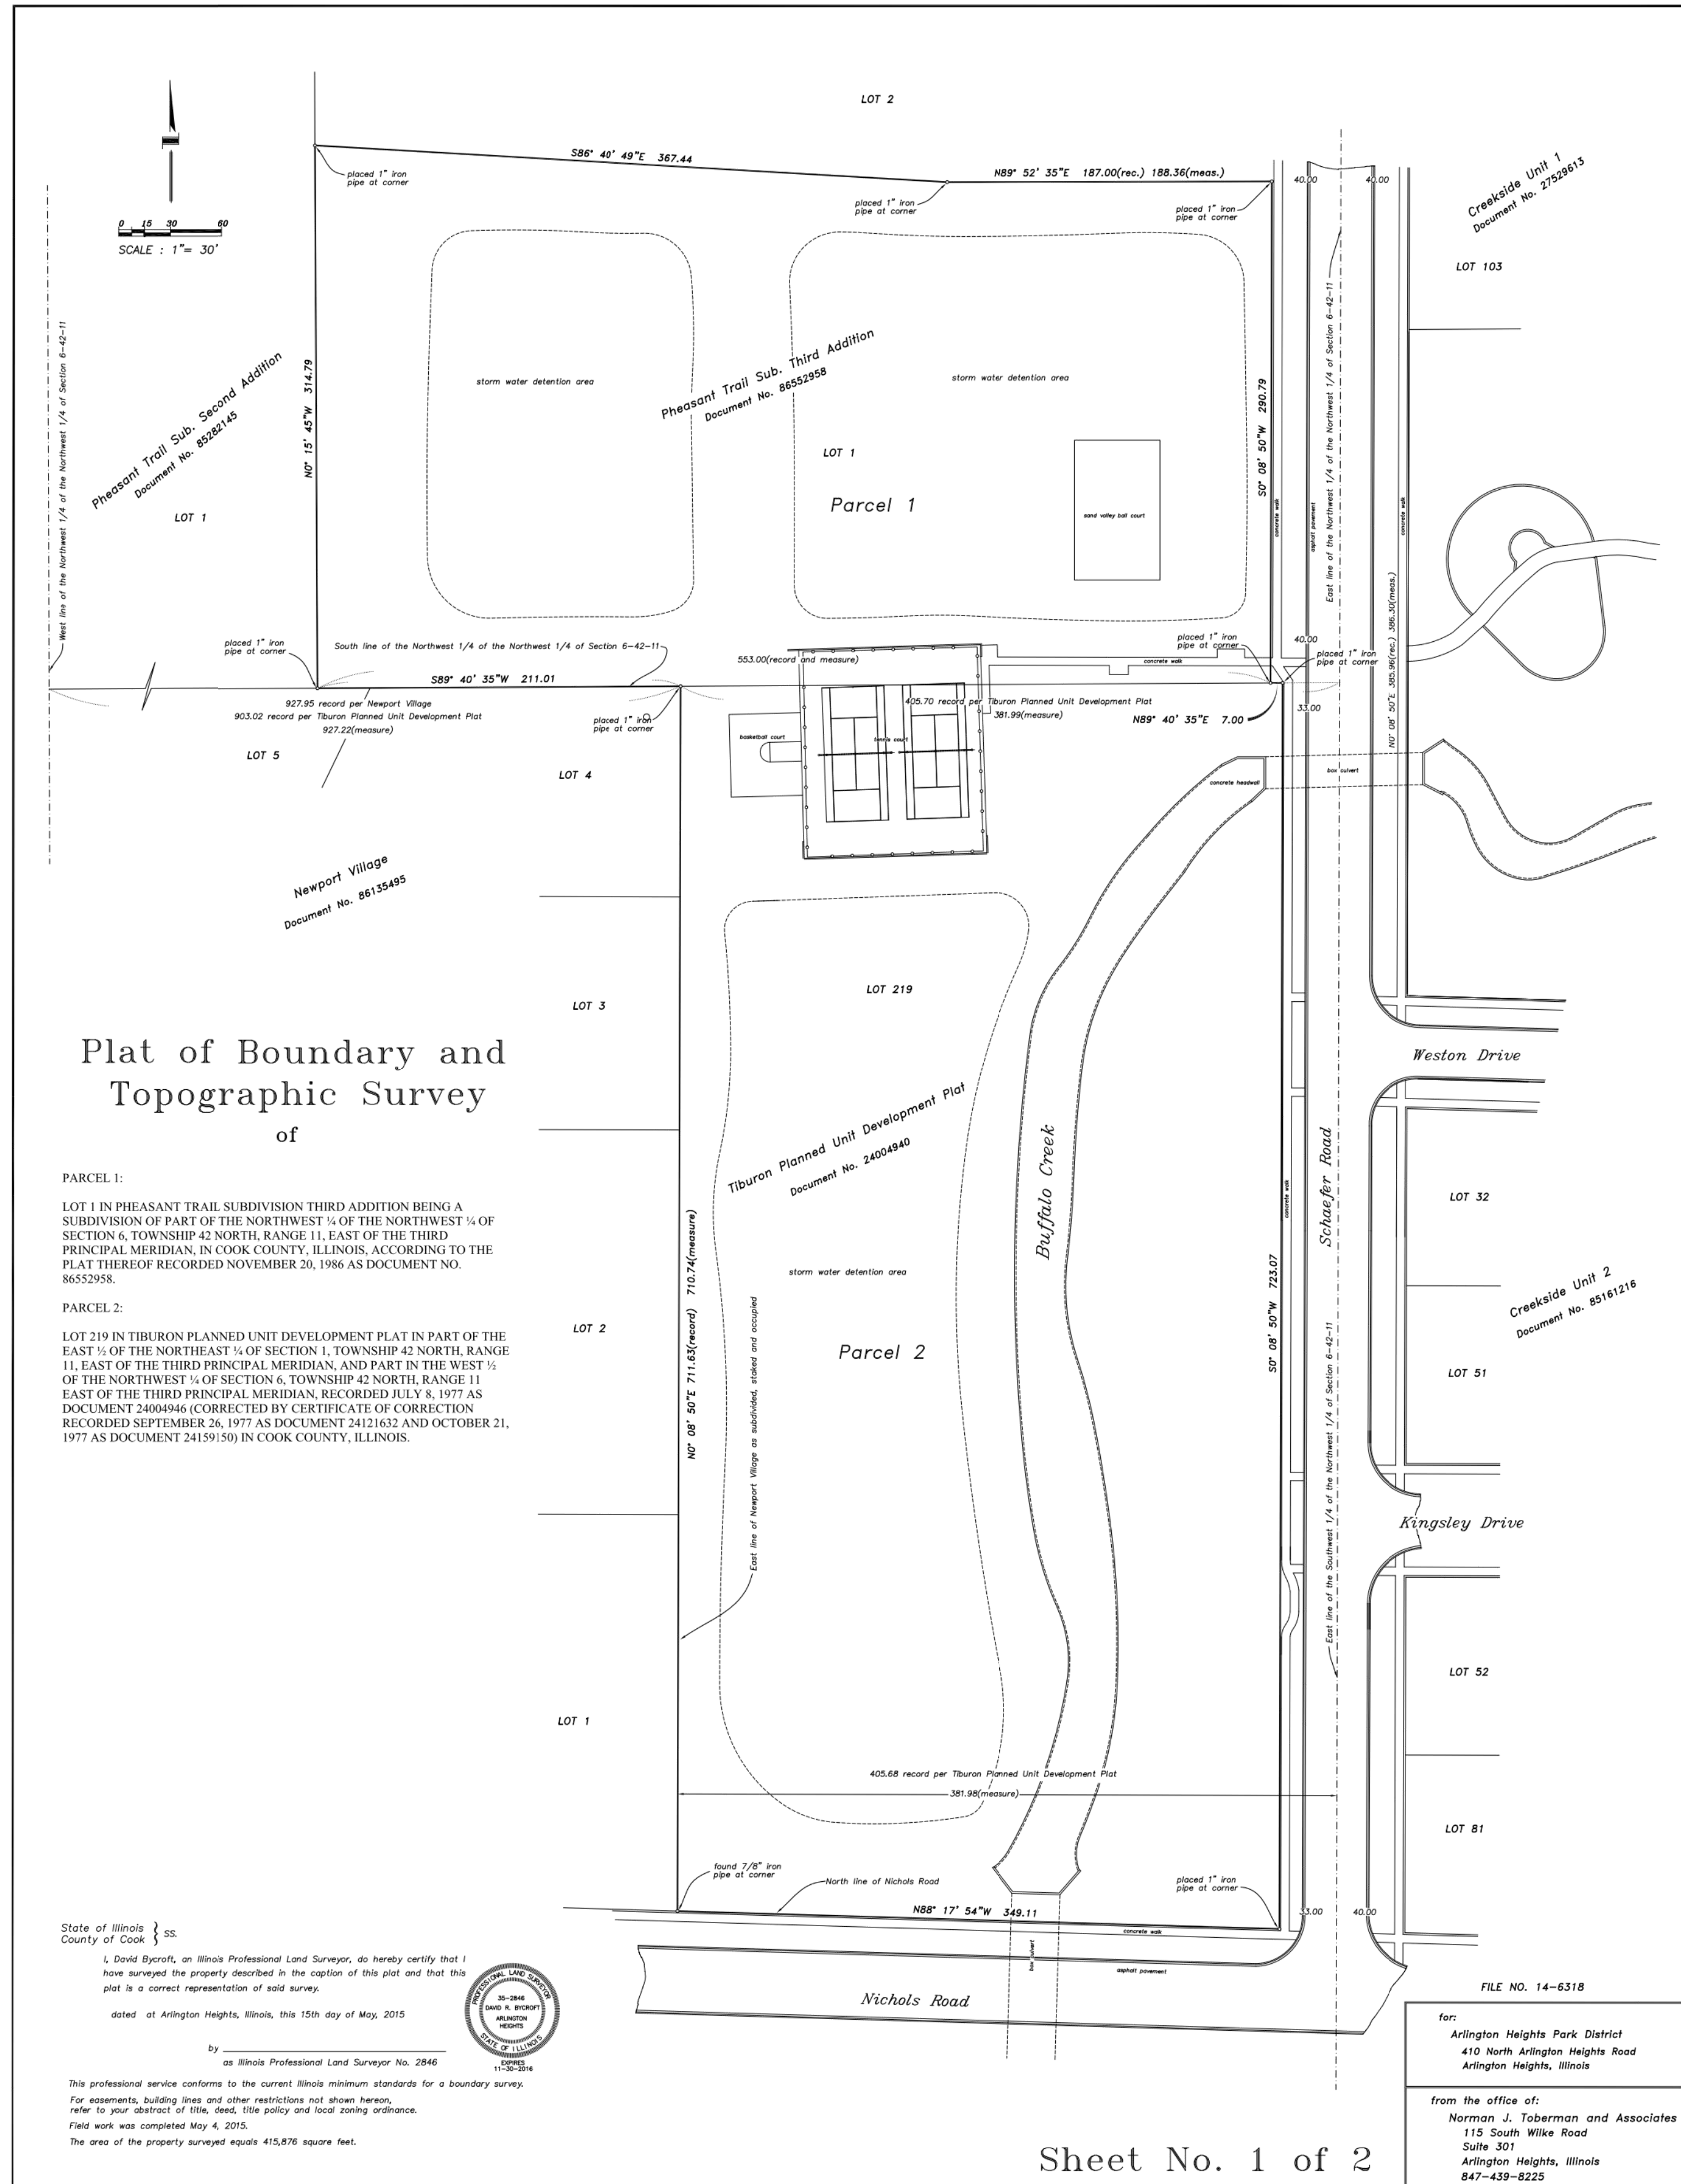 LOT 2
S86° 40' 49"E 367.44
N89° 52' 35"E 187.00(rec.) 188.36(meas.)
placed 1" iron
pipe at corner
placed 1" iron
pipe at corner
placed 1" iron
pipe at corner
40.00
40.00
Creekside Unit 1
Document No. 27529613
LOT 103
0 15 30 60
SCALE : 1"= 30'
West line of the Northwest 1/4 of the Northwest 1/4 of Section 6-42-11
Pheasant Trail Sub. Second Addition
Document No. 85282145
LOT 1
N0° 15' 45"W 314.79
storm water detention area
Pheasant Trail Sub. Third Addition
Document No. 86552958
storm water detention area
LOT 1
Parcel 1
sand volley ball court
S0° 08' 50"W 290.79
concrete walk
asphalt pavement
East line of the Northwest 1/4 of the Northwest 1/4 of Section 6-42-11
concrete walk
N0° 08' 50"E 385.96(rec.) 386.30(meas.)
placed 1" iron
pipe at corner
South line of the Northwest 1/4 of the Northwest 1/4 of Section 6-42-11
553.00(record and measure)
concrete walk
placed 1" iron
pipe at corner
40.00
placed 1" iron
pipe at corner
S89° 40' 35"W 211.01
927.95 record per Newport Village
903.02 record per Tiburon Planned Unit Development Plat
927.22(measure)
placed 1" iron
pipe at corner
405.70 record per Tiburon Planned Unit Development Plat
381.99(measure)
N89° 40' 35"E 7.00
33.00
LOT 5
LOT 4
basketball court
tennis court
concrete headwall
box culvert
Newport Village
Document No. 86135495
LOT 3
LOT 219
Plat of Boundary and
Topographic Survey
of
Weston Drive
Tiburon Planned Unit Development Plat
Document No. 24004940
Buffalo Creek
Schaefer Road
concrete walk
LOT 32
PARCEL 1:
LOT 1 IN PHEASANT TRAIL SUBDIVISION THIRD ADDITION BEING A
SUBDIVISION OF PART OF THE NORTHWEST ¼ OF THE NORTHWEST ¼ OF
SECTION 6, TOWNSHIP 42 NORTH, RANGE 11, EAST OF THE THIRD
PRINCIPAL MERIDIAN, IN COOK COUNTY, ILLINOIS, ACCORDING TO THE
PLAT THEREOF RECORDED NOVEMBER 20, 1986 AS DOCUMENT NO.
86552958.
PARCEL 2:
LOT 219 IN TIBURON PLANNED UNIT DEVELOPMENT PLAT IN PART OF THE
EAST ½ OF THE NORTHEAST ¼ OF SECTION 1, TOWNSHIP 42 NORTH, RANGE
11, EAST OF THE THIRD PRINCIPAL MERIDIAN, AND PART IN THE WEST ½
OF THE NORTHWEST ¼ OF SECTION 6, TOWNSHIP 42 NORTH, RANGE 11
EAST OF THE THIRD PRINCIPAL MERIDIAN, RECORDED JULY 8, 1977 AS
DOCUMENT 24004946 (CORRECTED BY CERTIFICATE OF CORRECTION
RECORDED SEPTEMBER 26, 1977 AS DOCUMENT 24121632 AND OCTOBER 21,
1977 AS DOCUMENT 24159150) IN COOK COUNTY, ILLINOIS.
N0° 08' 50"E 711.63(record) 710.74(measure)
storm water detention area
LOT 2
East line of Newport Village as subdivided, staked and occupied
Parcel 2
S0° 08' 50"W 723.07
East line of the Southwest 1/4 of the Northwest 1/4 of Section 6-42-11
Creekside Unit 2
Document No. 85161216
LOT 51
Kingsley Drive
LOT 52
LOT 1
405.68 record per Tiburon Planned Unit Development Plat
381.98(measure)
LOT 81
found 7/8" iron
pipe at corner
North line of Nichols Road
placed 1" iron
pipe at corner
N88° 17' 54"W 349.11
33.00
40.00
concrete walk
box culvert
asphalt pavement
Nichols Road
State of Illinois
County of Cook } SS.
I, David Bycroft, an Illinois Professional Land Surveyor, do hereby certify that I
have surveyed the property described in the caption of this plat and that this
plat is a correct representation of said survey.
dated at Arlington Heights, Illinois, this 15th day of May, 2015
by
as Illinois Professional Land Surveyor No. 2846
PROFESSIONAL LAND SURVEYOR
35-2846
DAVID R. BYCROFT
ARLINGTON
HEIGHTS
STATE OF ILLINOIS
EXPIRES
11-30-2016
This professional service conforms to the current Illinois minimum standards for a boundary survey.
For easements, building lines and other restrictions not shown hereon,
refer to your abstract of title, deed, title policy and local zoning ordinance.
Field work was completed May 4, 2015.
The area of the property surveyed equals 415,876 square feet.
FILE NO. 14-6318
for:
Arlington Heights Park District
410 North Arlington Heights Road
Arlington Heights, Illinois
from the office of:
Norman J. Toberman and Associates
115 South Wilke Road
Suite 301
Arlington Heights, Illinois
847-439-8225
Sheet No. 1 of 2